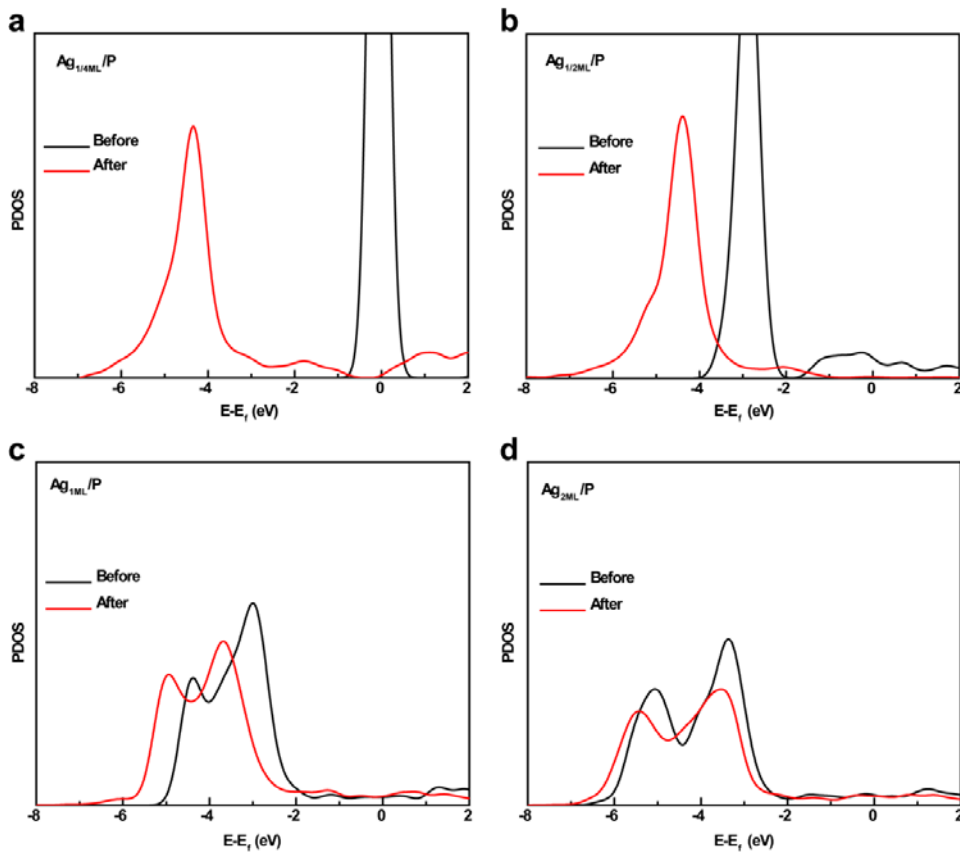 a
Ag1/4ML/P
Before
After
PDOS
-8 -6 -4 -2 0 2
E-Ef (eV)
b
Ag1/2ML/P
Before
After
PDOS
-8 -6 -4 -2 0 2
E-Ef (eV)
c
Ag1ML/P
Before
After
PDOS
-8 -6 -4 -2 0 2
E-Ef (eV)
d
Ag2ML/P
Before
After
PDOS
-8 -6 -4 -2 0 2
E-Ef (eV)